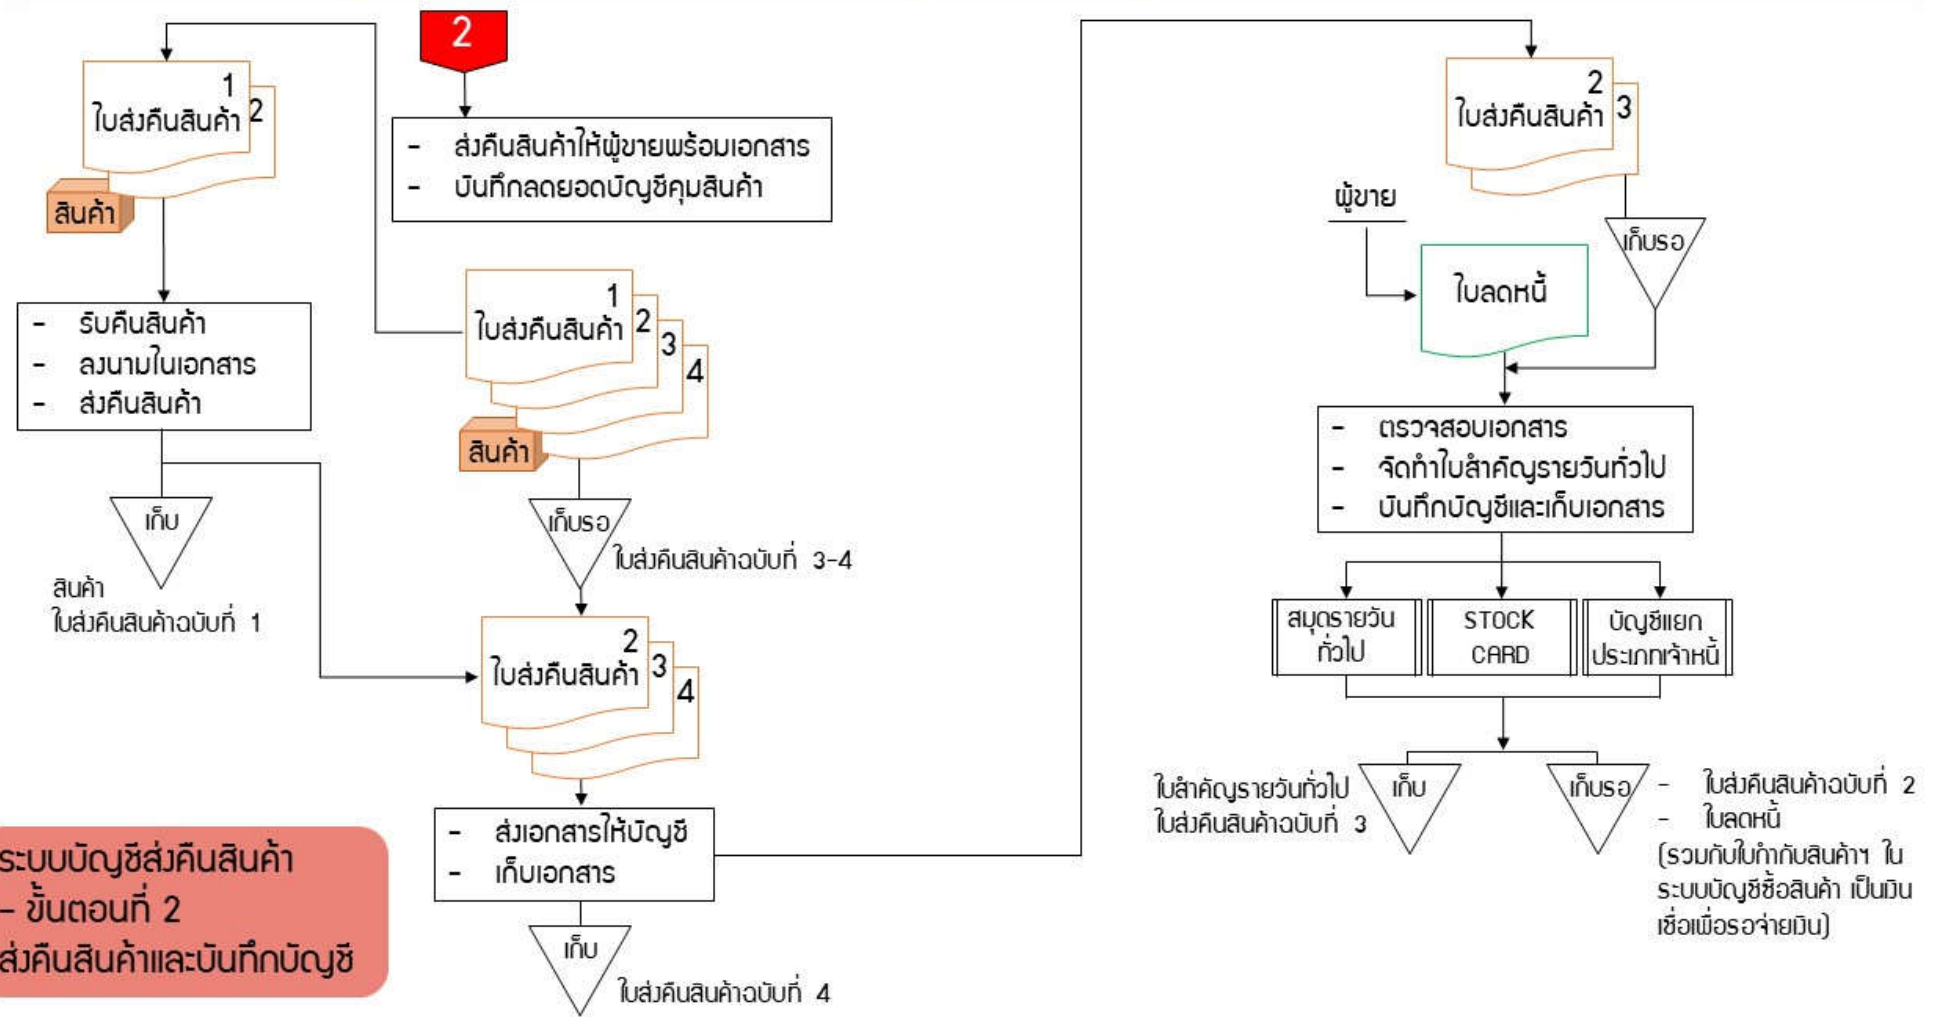 1
2
ใบส่งคืนสินค้า
สินค้า
- รับคืนสินค้า
- ลงนามในเอกสาร
- ส่งคืนสินค้า
เก็บ
สินค้า
ใบส่งคืนสินค้าฉบับที่ 1
2
- ส่งคืนสินค้าให้ผู้ขายพร้อมเอกสาร
- บันทึกลดยอดบัญชีคุมสินค้า
1
2
3
4
ใบส่งคืนสินค้า
สินค้า
เก็บรอ
ใบส่งคืนสินค้าฉบับที่ 3-4
2
3
4
ใบส่งคืนสินค้า
- ส่งเอกสารให้บัญชี
- เก็บเอกสาร
เก็บ
ใบส่งคืนสินค้าฉบับที่ 4
2
3
ใบส่งคืนสินค้า
เก็บรอ
ผู้ขาย
ใบลดหนี้
- ตรวจสอบเอกสาร
- จัดทำใบสำคัญรายวันทั่วไป
- บันทึกบัญชีและเก็บเอกสาร
สมุดรายวัน
ทั่วไป
STOCK
CARD
บัญชีแยก
ประเภทเจ้าหนี้
ใบสำคัญรายวันทั่วไป
ใบส่งคืนสินค้าฉบับที่ 3
เก็บ
เก็บรอ
- ใบส่งคืนสินค้าฉบับที่ 2
- ใบลดหนี้
(รวมกับใบกำกับสินค้าฯ ใน
ระบบบัญชีซื้อสินค้า เป็นเงิน
เชื่อเพื่อรอจ่ายเงิน)
ระบบบัญชีส่งคืนสินค้า
– ขั้นตอนที่ 2
ส่งคืนสินค้าและบันทึกบัญชี